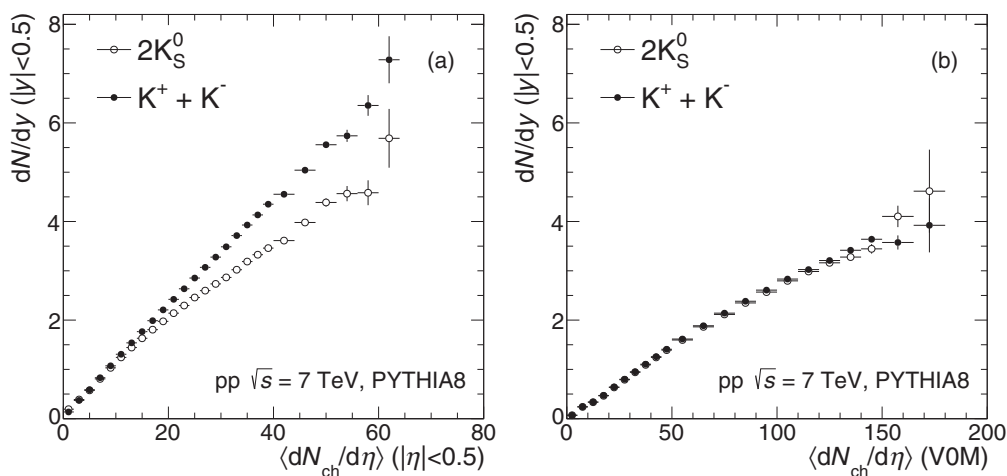 dN/dy (|y|<0.5)
8
6
4
2
0
2K⁰_S
K⁺ + K⁻
(a)
pp √s = 7 TeV, PYTHIA8
0 20 40 60 80
⟨dN_ch/dη⟩ (|η|<0.5)
dN/dy (|y|<0.5)
8
6
4
2
0
2K⁰_S
K⁺ + K⁻
(b)
pp √s = 7 TeV, PYTHIA8
0 50 100 150 200
⟨dN_ch/dη⟩ (V0M)